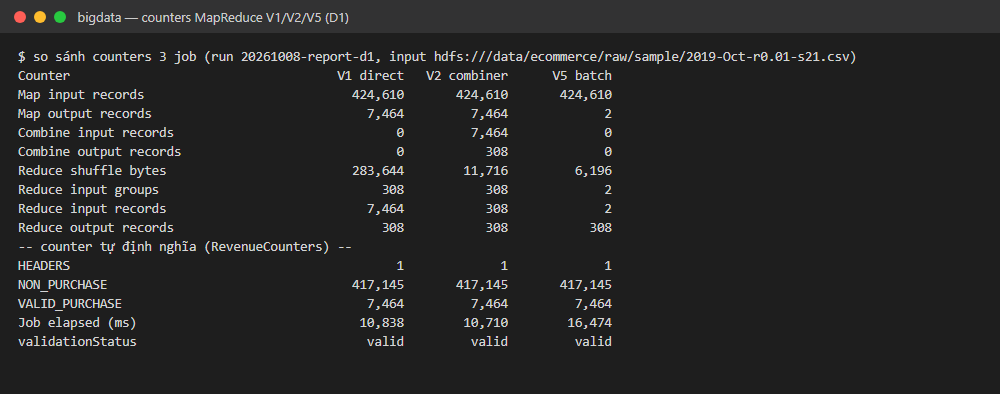 bigdata — counters MapReduce V1/V2/V5 (D1)
$ so sánh counters 3 job (run 20261008-report-d1, input hdfs:///data/ecommerce/raw/sample/2019-Oct-r0.01-s21.csv)
Counter V1 direct V2 combiner V5 batch
Map input records 424,610 424,610 424,610
Map output records 7,464 7,464 2
Combine input records 0 7,464 0
Combine output records 0 308 0
Reduce shuffle bytes 283,644 11,716 6,196
Reduce input groups 308 308 2
Reduce input records 7,464 308 2
Reduce output records 308 308 308
-- counter tự định nghĩa (RevenueCounters) --
HEADERS 1 1 1
NON_PURCHASE 417,145 417,145 417,145
VALID_PURCHASE 7,464 7,464 7,464
Job elapsed (ms) 10,838 10,710 16,474
validationStatus valid valid valid